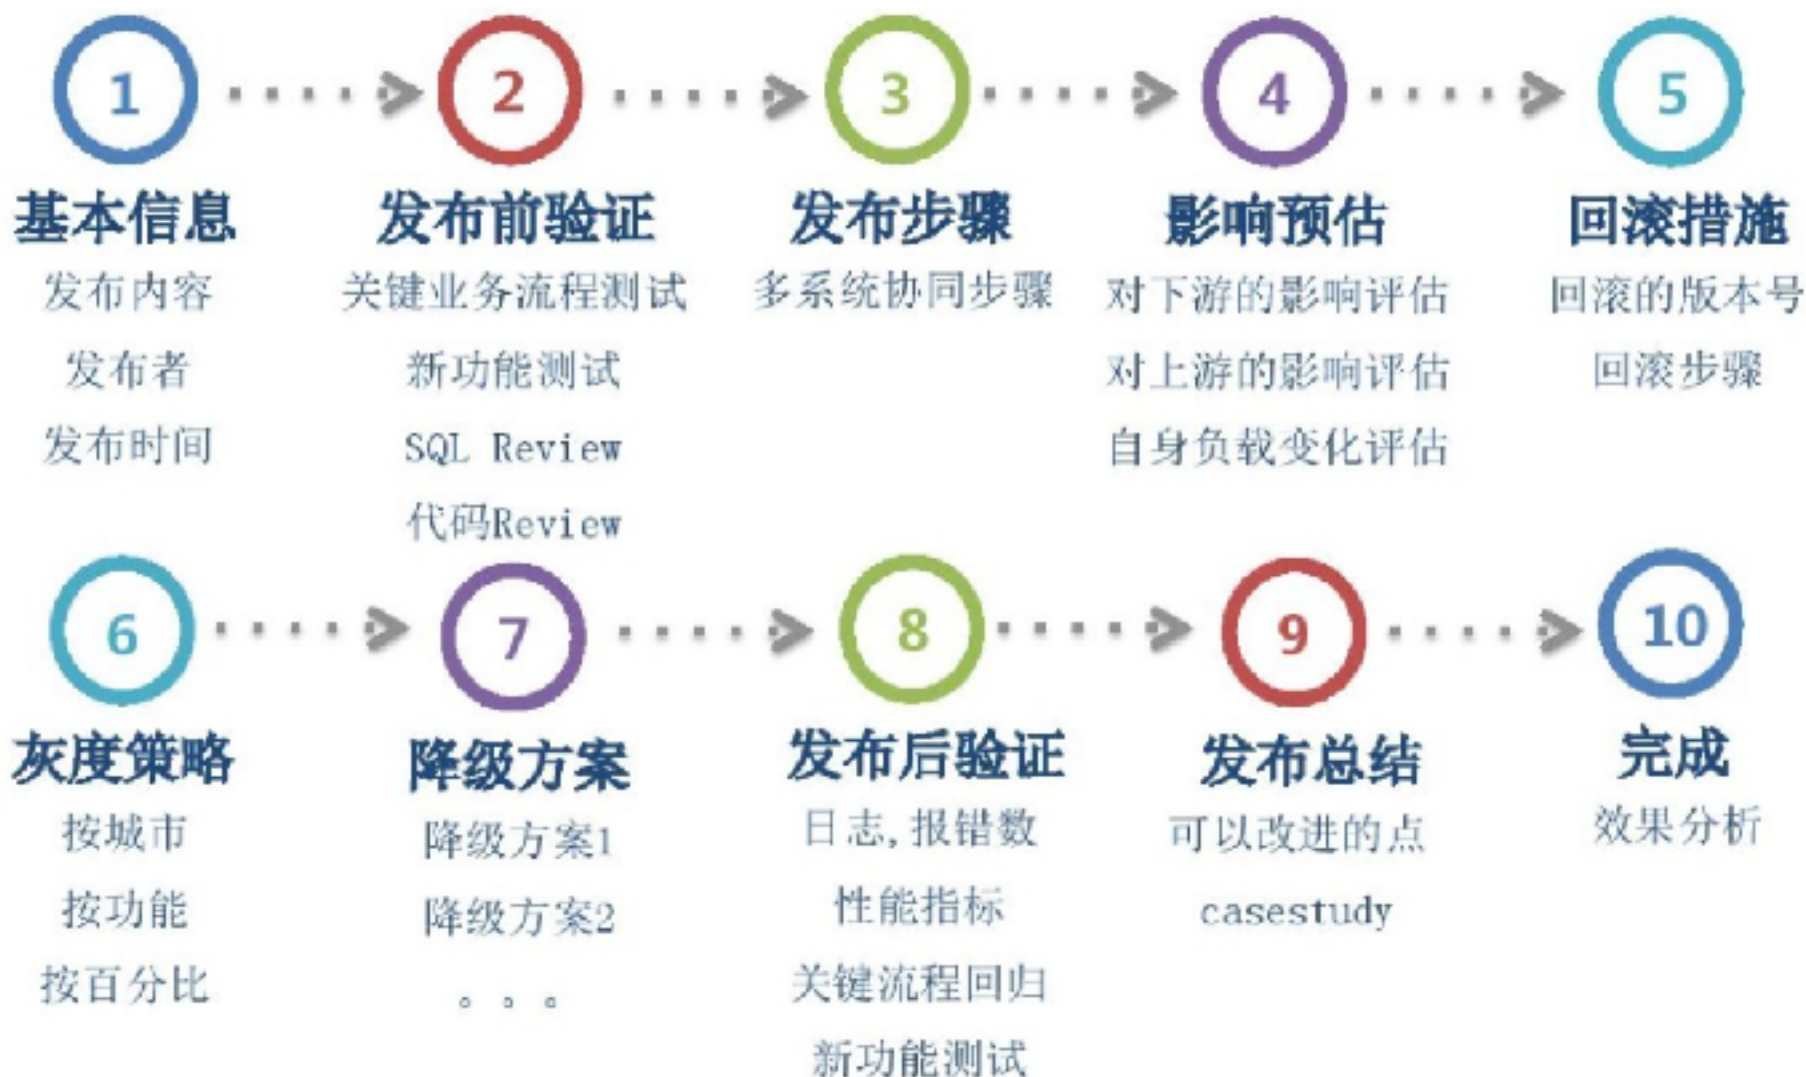 1
基本信息
发布内容
发布者
发布时间
2
发布前验证
关键业务流程测试
新功能测试
SQL Review
代码Review
3
发布步骤
多系统协同步骤
4
影响预估
对下游的影响评估
对上游的影响评估
自身负载变化评估
5
回滚措施
回滚的版本号
回滚步骤
6
灰度策略
按城市
按功能
按百分比
7
降级方案
降级方案1
降级方案2
。。。
8
发布后验证
日志,报错数
性能指标
关键流程回归
新功能测试
9
发布总结
可以改进的点
casestudy
10
完成
效果分析